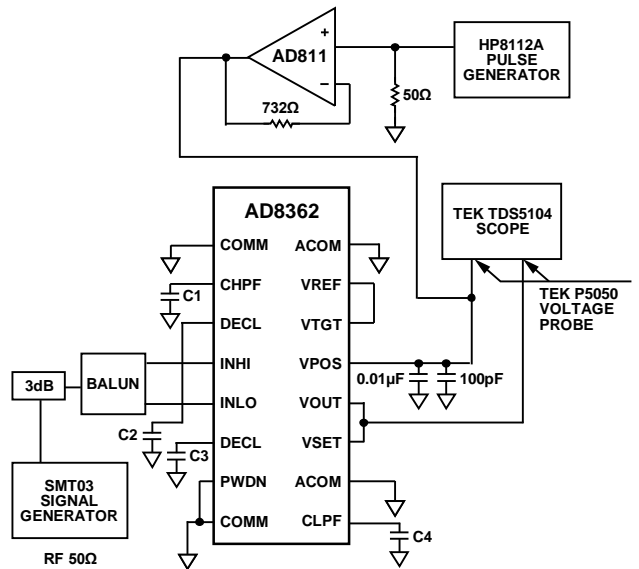 AD811
+
–
732Ω
50Ω
HP8112A
PULSE
GENERATOR
AD8362
COMM
ACOM
CHPF
VREF
DECL
VTGT
INHI
VPOS
INLO
VOUT
DECL
VSET
PWDN
ACOM
COMM
CLPF
C1
C2
C3
C4
0.01µF
100pF
TEK TDS5104
SCOPE
TEK P5050
VOLTAGE
PROBE
3dB
BALUN
SMT03
SIGNAL
GENERATOR
RF 50Ω